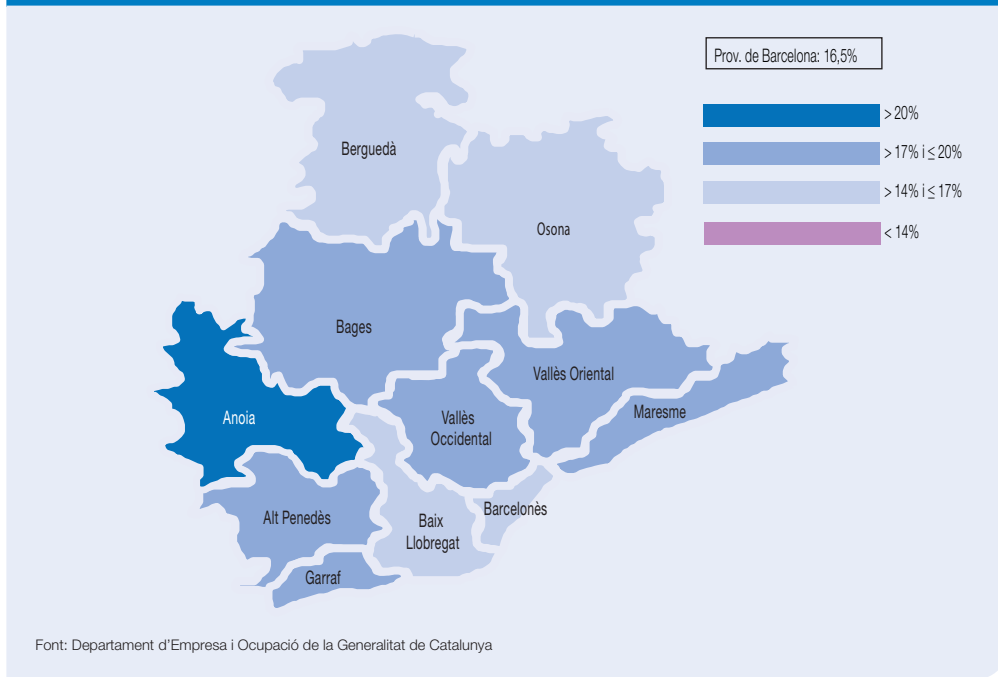 Prov. de Barcelona: 16,5%
> 20%
> 17% i ≤ 20%
> 14% i ≤ 17%
< 14%
Berguedà
Osona
Bages
Vallès Oriental
Maresme
Anoia
Vallès
Occidental
Alt Penedès
Baix
Llobregat
Barcelonès
Garraf
Font: Departament d'Empresa i Ocupació de la Generalitat de Catalunya